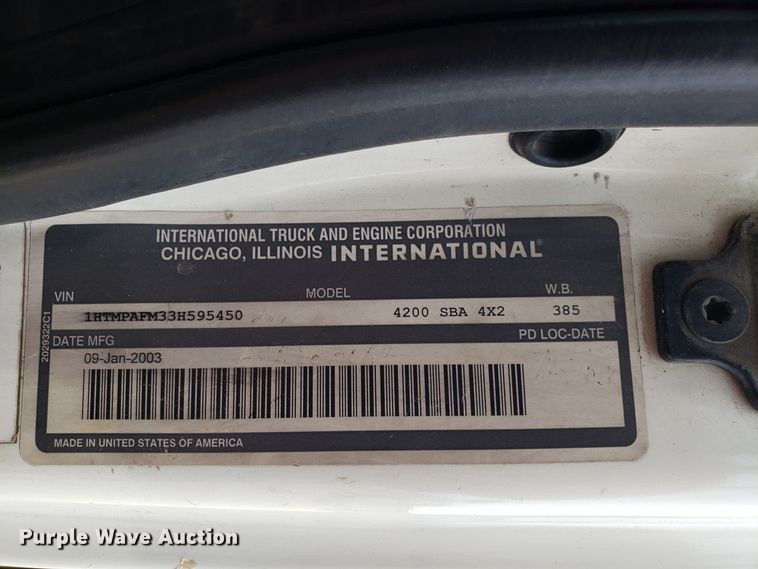 INTERNATIONAL TRUCK AND ENGINE CORPORATION
CHICAGO, ILLINOIS INTERNATIONAL®
VIN MODEL W.B.
1HTMPAFM33H595450 4200 SBA 4X2 385
DATE MFG PD LOC-DATE
09-Jan-2003
MADE IN UNITED STATES OF AMERICA
2029322C1
Purple Wave Auction